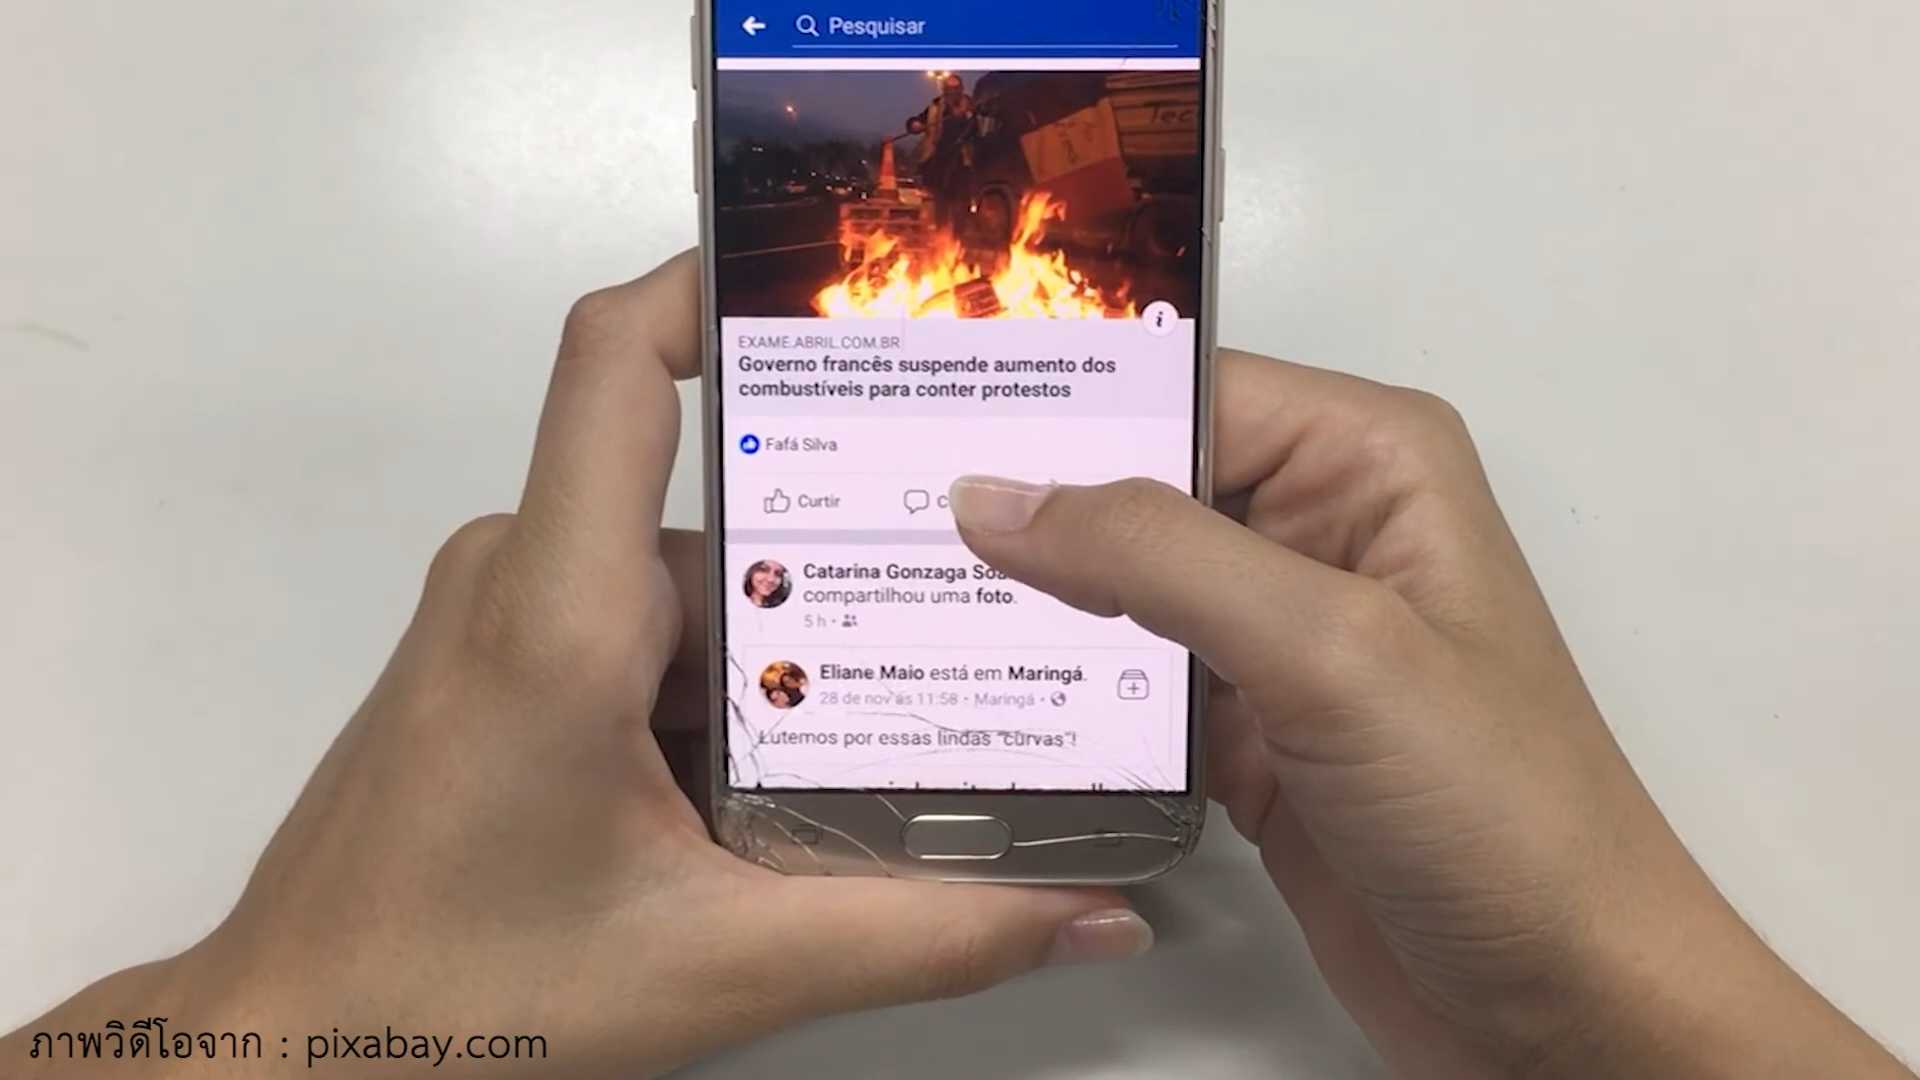 Pesquisar
Tec
EXAME.ABRIL.COM.BR
Governo francês suspende aumento dos
combustíveis para conter protestos
Fafá Silva
Curtir
Catarina Gonzaga
compartilhou uma foto.
5 h
Eliane Maio está em Maringá.
28 de nov às 11:58 · Maringá ·
Lutemos por essas lindas "curvas"!
ภาพวิดีโอจาก : pixabay.com